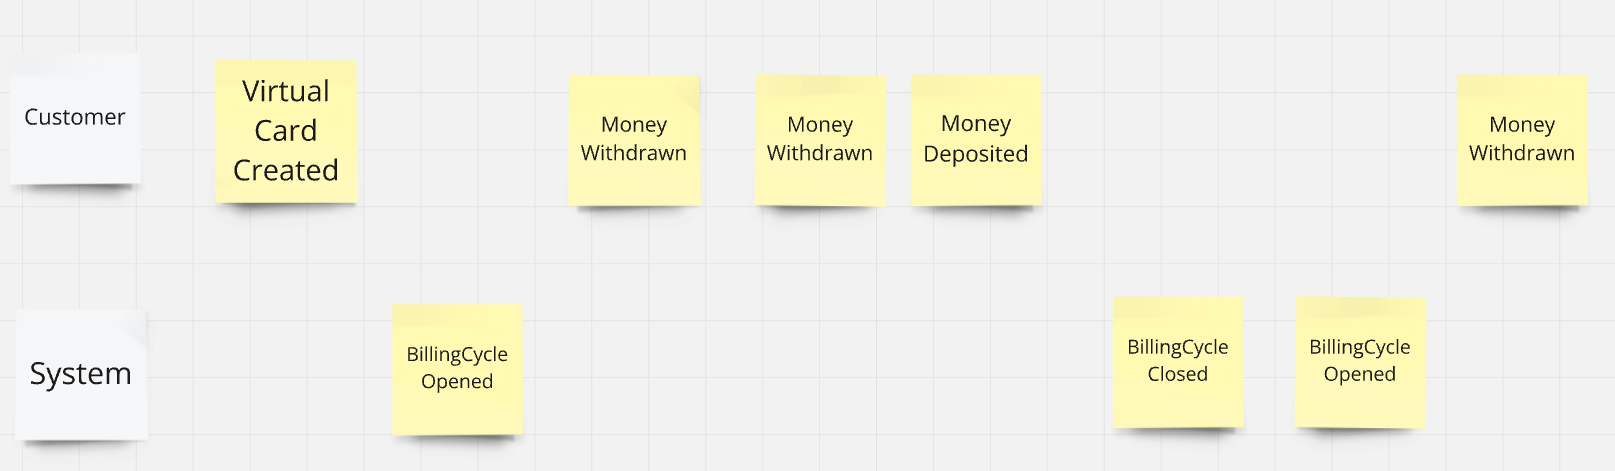 Customer
Virtual
Card
Created
Money
Withdrawn
Money
Withdrawn
Money
Deposited
Money
Withdrawn
System
BillingCycle
Opened
BillingCycle
Closed
BillingCycle
Opened